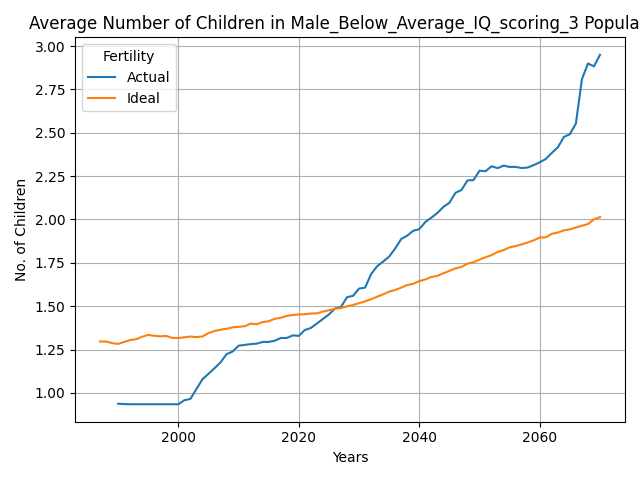 Average Number of Children in Male_Below_Average_IQ_scoring_3 Popula
Fertility
Actual
Ideal
No. of Children
3.00
2.75
2.50
2.25
2.00
1.75
1.50
1.25
1.00
2000 2020 2040 2060
Years